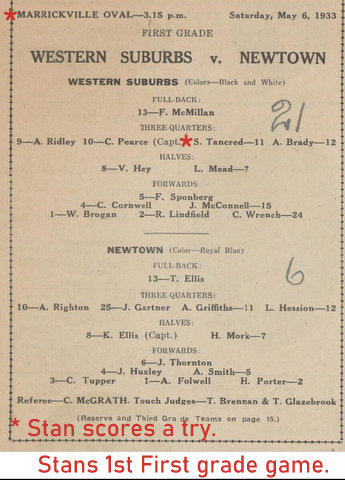 *MARRICKVILLE OVAL—3.15 p.m. Saturday, May 6, 1933
FIRST GRADE
WESTERN SUBURBS v. NEWTOWN
WESTERN SUBURBS (Colors—Black and White)
FULL-BACK:
13—F. McMillan
21
THREE-QUARTERS:
9—A. Ridley 10—C. Pearce (Capt.*S. Tancred—11 A. Brady—12
HALVES:
8—V. Hey L. Mead—7
FORWARDS
5—F. Sponberg
4—C. Cornwell J. McConnell—15
1—W. Brogan 2—R. Lindfield C. Wrench—24
NEWTOWN (Color—Royal Blue)
FULL-BACK:
13—T. Ellis
6
THREE-QUARTERS:
10—A. Righton 25—J. Gartner A. Griffiths—11 L. Hession—12
HALVES:
8—K. Ellis (Capt.) H. Mork—7
FORWARDS:
6—J. Thornton
4—J. Huxley A. Smith—5
3—C. Tupper 1—A. Folwell H. Porter—2
Referee—C. McGRATH. Touch Judges—T. Brennan & T. Glazebrook
(Reserve and Third Grade Teams on page 15.)
* Stan scores a try.
Stans 1st First grade game.